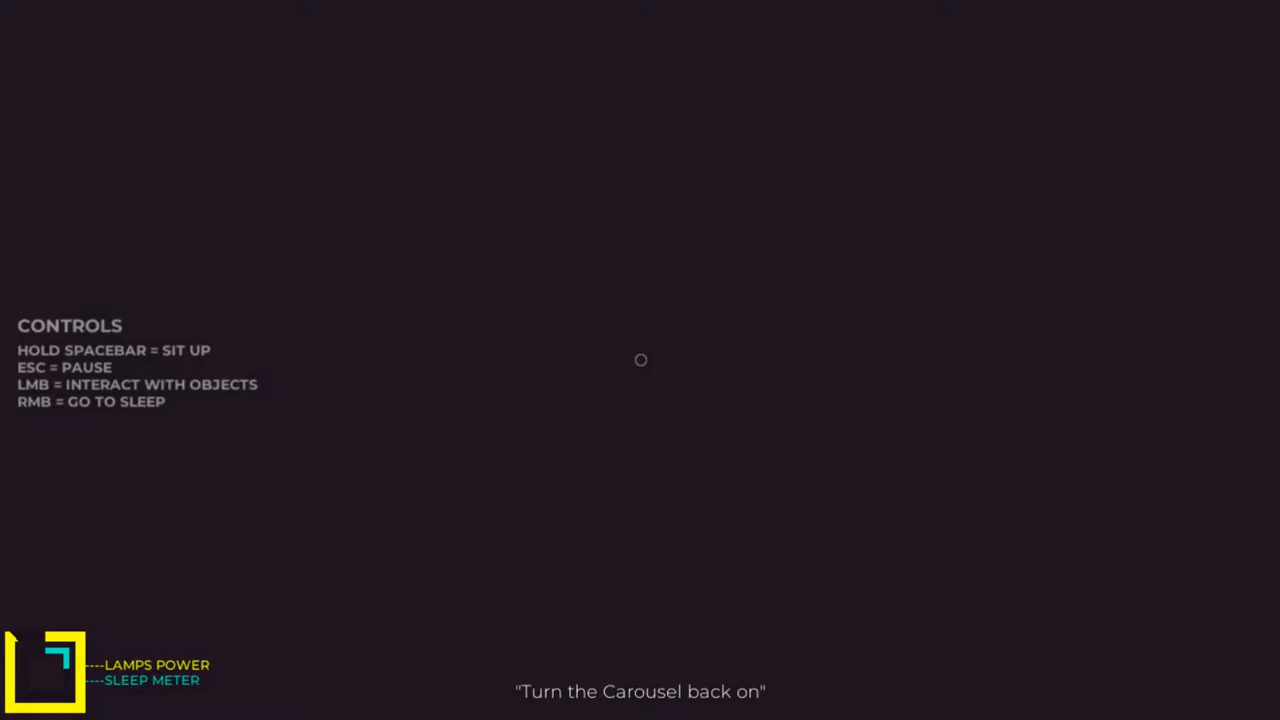 CONTROLS
HOLD SPACEBAR = SIT UP
ESC = PAUSE
LMB = INTERACT WITH OBJECTS
RMB = GO TO SLEEP
----LAMPS POWER
----SLEEP METER
"Turn the Carousel back on"